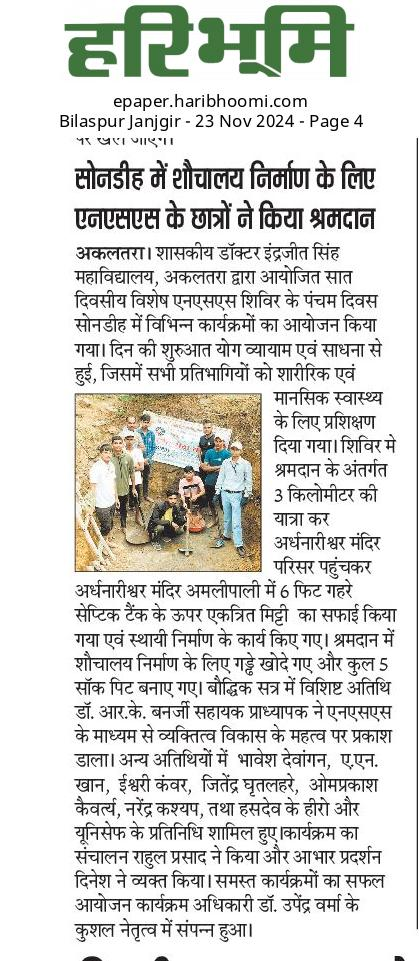 हरिभूमि
epaper.haribhoomi.com
Bilaspur Janjgir - 23 Nov 2024 - Page 4
सोनडीह में शौचालय निर्माण के लिए
एनएसएस के छात्रों ने किया श्रमदान
अकलतरा। शासकीय डॉक्टर इंद्रजीत सिंह
महाविद्यालय, अकलतरा द्वारा आयोजित सात
दिवसीय विशेष एनएसएस शिविर के पंचम दिवस
सोनडीह में विभिन्न कार्यक्रमों का आयोजन किया
गया। दिन की शुरुआत योग व्यायाम एवं साधना से
हुई, जिसमें सभी प्रतिभागियों को शारीरिक एवं
मानसिक स्वास्थ्य
के लिए प्रशिक्षण
दिया गया। शिविर मे
श्रमदान के अंतर्गत
3 किलोमीटर की
यात्रा कर
अर्धनारीश्वर मंदिर
परिसर पहुंचकर
अर्धनारीश्वर मंदिर अमलीपाली में 6 फिट गहरे
सेप्टिक टैंक के ऊपर एकत्रित मिट्टी का सफाई किया
गया एवं स्थायी निर्माण के कार्य किए गए। श्रमदान में
शौचालय निर्माण के लिए गड्ढे खोदे गए और कुल 5
सॉक पिट बनाए गए। बौद्धिक सत्र में विशिष्ट अतिथि
डॉ. आर.के. बनर्जी सहायक प्राध्यापक ने एनएसएस
के माध्यम से व्यक्तित्व विकास के महत्व पर प्रकाश
डाला। अन्य अतिथियों में भावेश देवांगन, ए.एन.
खान, ईश्वरी कंवर, जितेंद्र घृतलहरे, ओमप्रकाश
कैवर्त्य, नरेंद्र कश्यप, तथा हसदेव के हीरो और
यूनिसेफ के प्रतिनिधि शामिल हुए।कार्यक्रम का
संचालन राहुल प्रसाद ने किया और आभार प्रदर्शन
दिनेश ने व्यक्त किया। समस्त कार्यक्रमों का सफल
आयोजन कार्यक्रम अधिकारी डॉ. उपेंद्र वर्मा के
कुशल नेतृत्व में संपन्न हुआ।